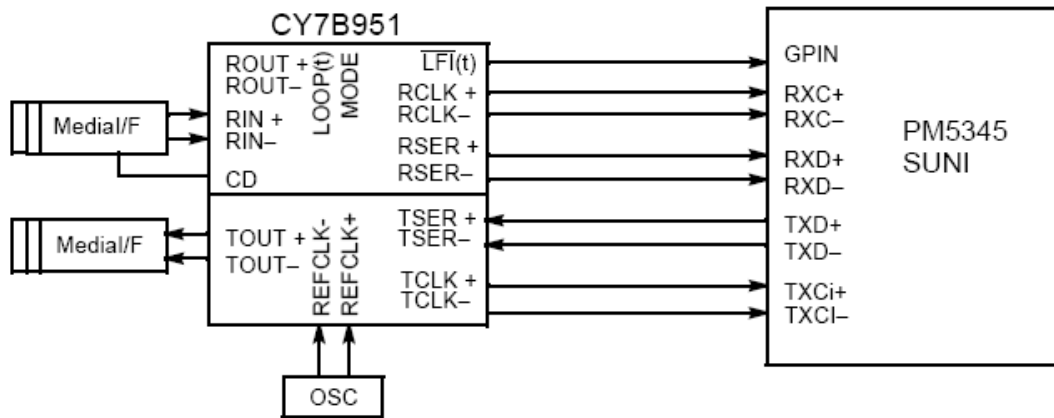 CY7B951
ROUT +
ROUT–
LOOP(t)
MODE
LFI(t)
GPIN
RCLK +
RCLK–
RXC+
RXC–
Medial/F
RIN +
RIN–
PM5345
SUNI
RSER +
RSER–
RXD+
RXD–
CD
Medial/F
TOUT +
TOUT–
REFCLK-
REFCLK+
TSER +
TSER–
TXD+
TXD–
TCLK +
TCLK–
TXCi+
TXCI–
OSC